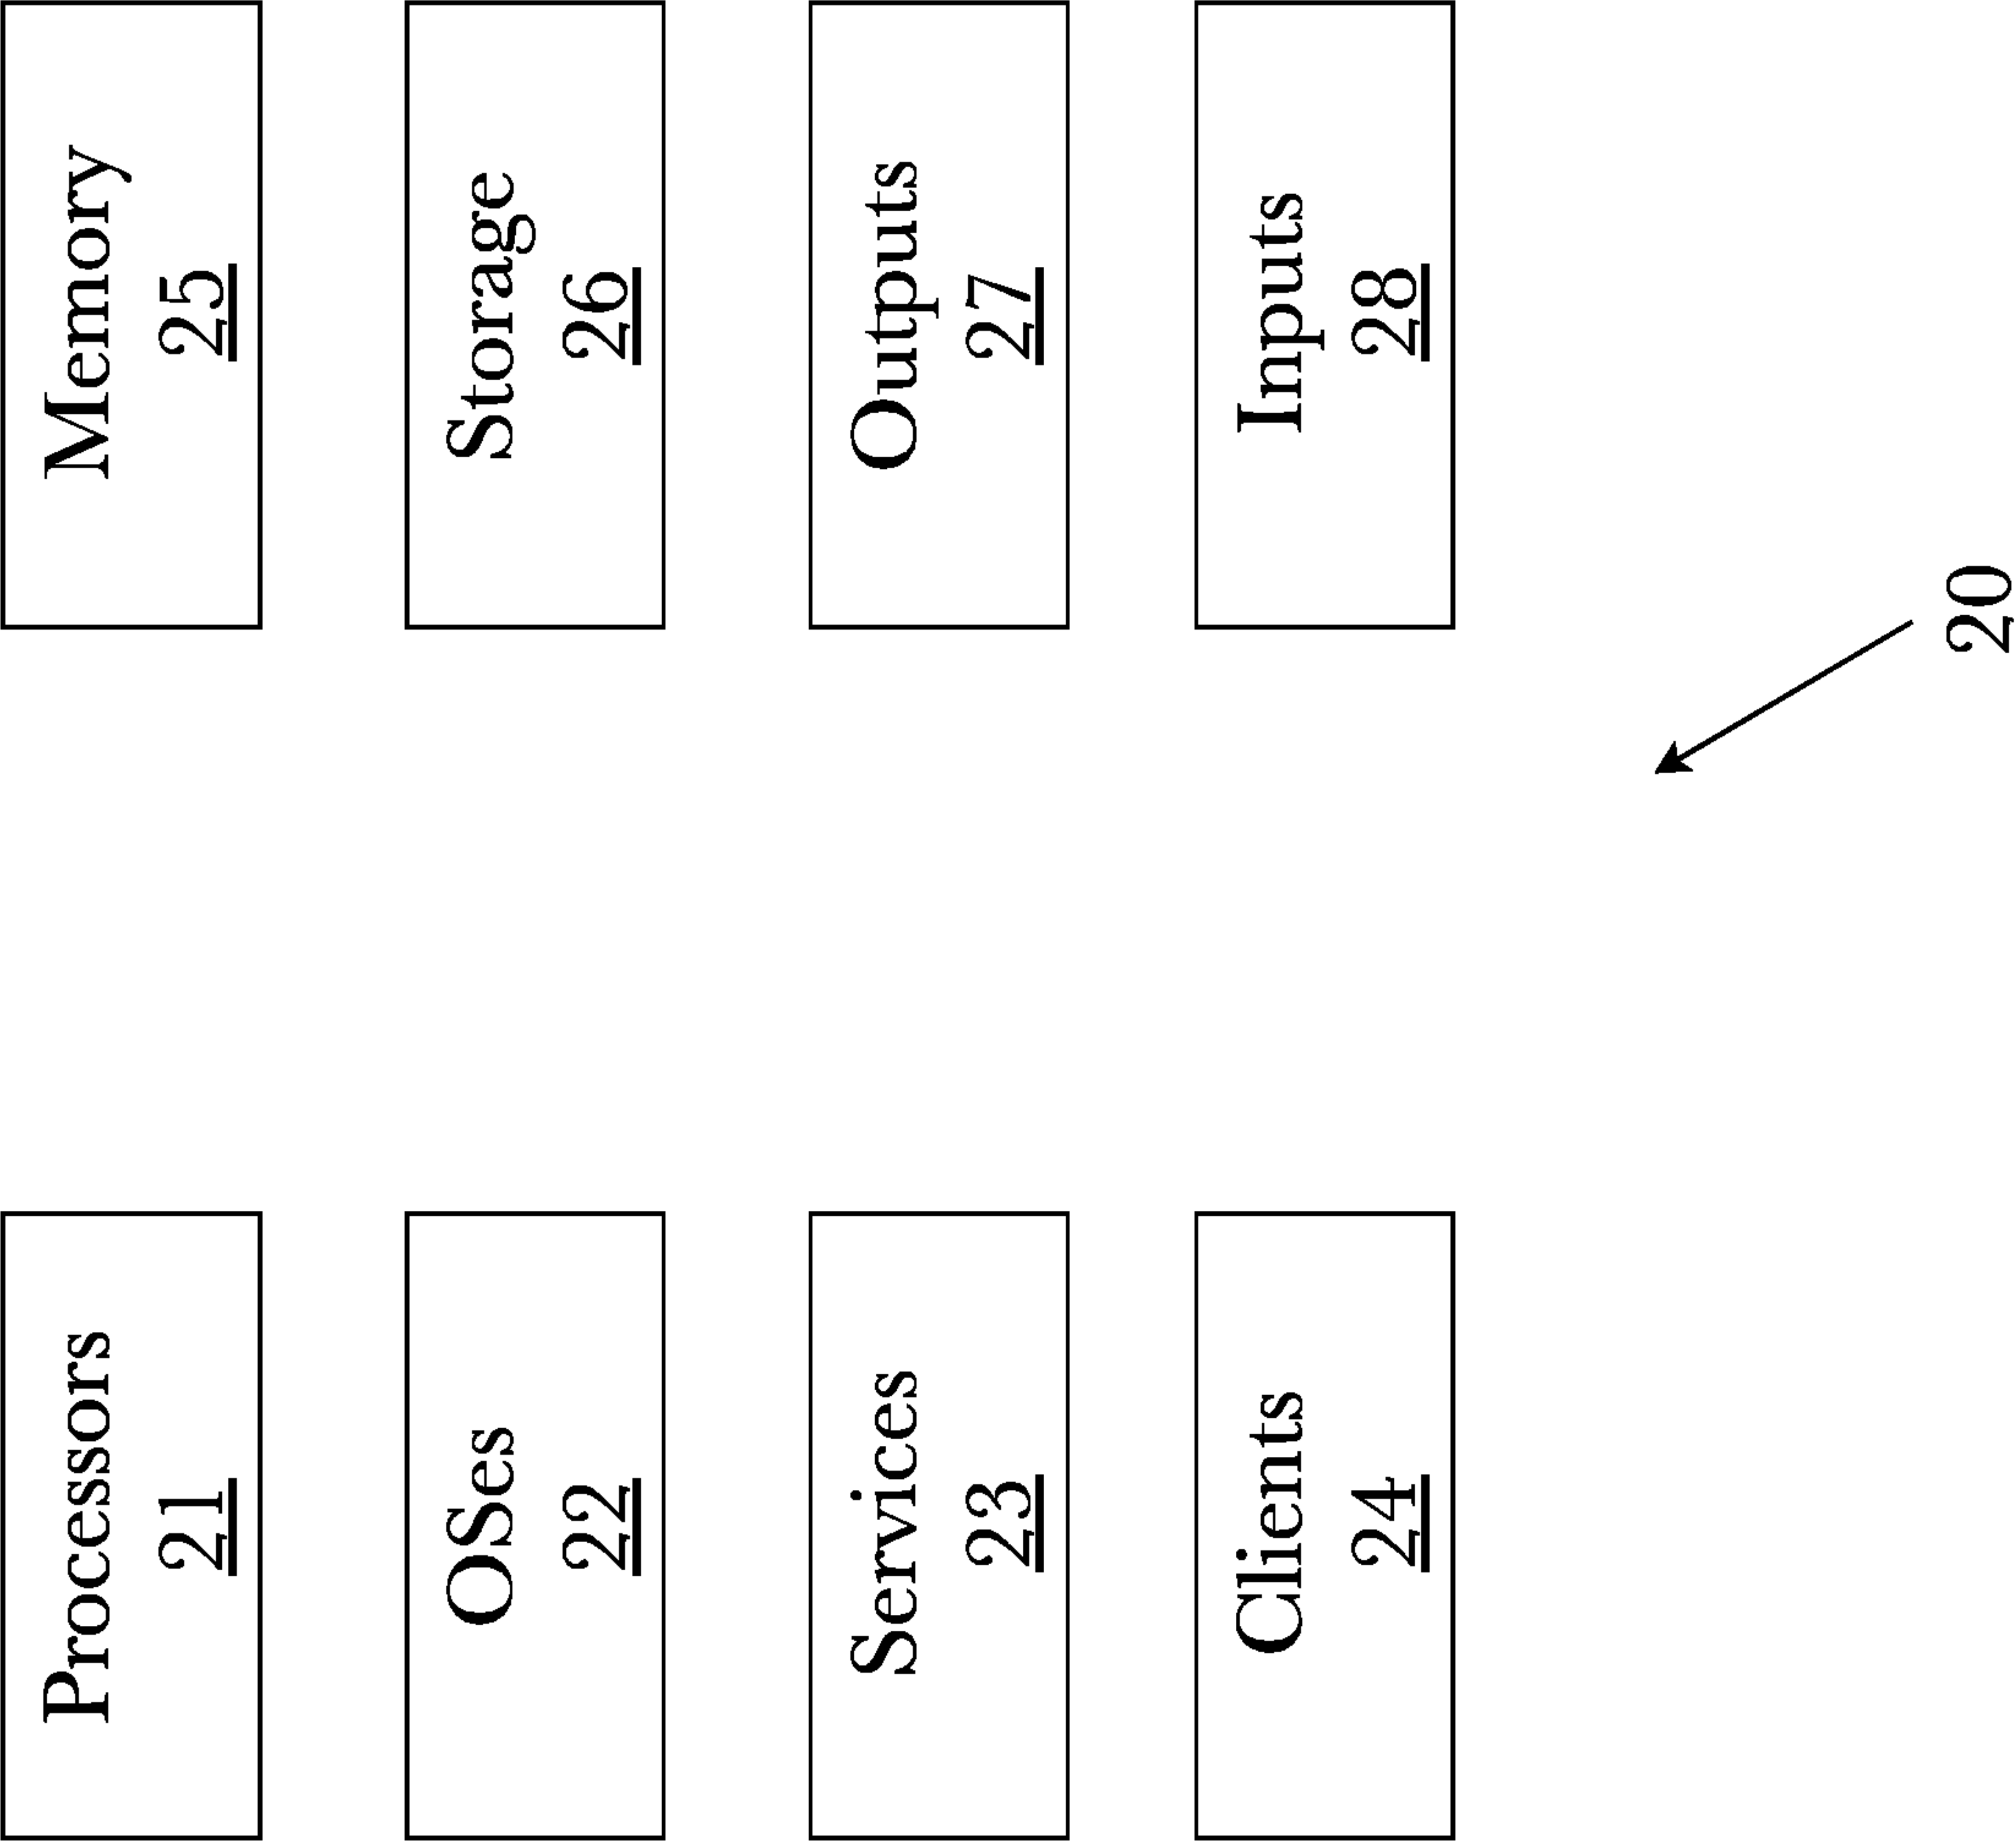 Processors
21
Memory
25
OSes
22
Storage
26
Services
23
Outputs
27
Clients
24
Inputs
28
20